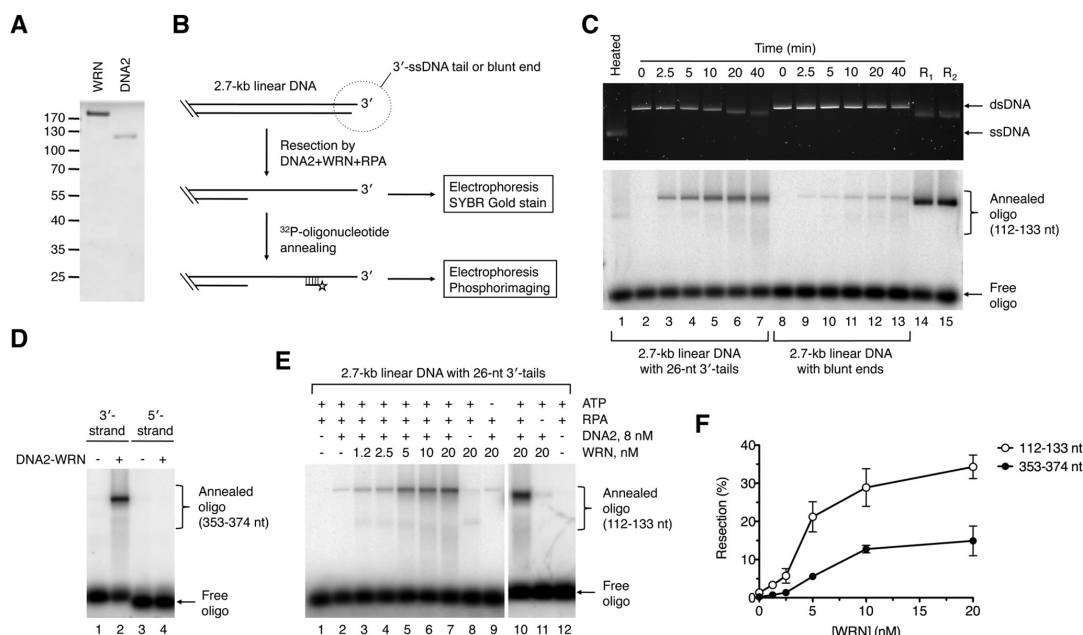 A
WRN
DNA2
170
130
100
70
55
40
35
25
B
2.7-kb linear DNA
3′-ssDNA tail or blunt end
3′
Resection by
DNA2+WRN+RPA
3′
Electrophoresis
SYBR Gold stain
32P-oligonucleotide
annealing
3′
Electrophoresis
Phosphorimaging
C
Heated
Time (min)
0 2.5 5 10 20 40 0 2.5 5 10 20 40 R1 R2
dsDNA
ssDNA
Annealed
oligo
(112-133 nt)
Free
oligo
1 2 3 4 5 6 7 8 9 10 11 12 13 14 15
2.7-kb linear DNA
with 26-nt 3′-tails
2.7-kb linear DNA
with blunt ends
D
3′-
strand
5′-
strand
DNA2-WRN - + - +
Annealed
oligo
(353-374 nt)
Free
oligo
1 2 3 4
E
2.7-kb linear DNA with 26-nt 3′-tails
+ + + + + + + + - + + + ATP
+ + + + + + + + + + + + RPA
- + + + + + + - + + + - DNA2, 8 nM
- - 1.2 2.5 5 10 20 20 20 20 20 - WRN, nM
Annealed
oligo
(112-133 nt)
Free
oligo
1 2 3 4 5 6 7 8 9 10 11 12
F
Resection (%)
40
30
20
10
0
0 5 10 15 20
[WRN] (nM)
112-133 nt
353-374 nt